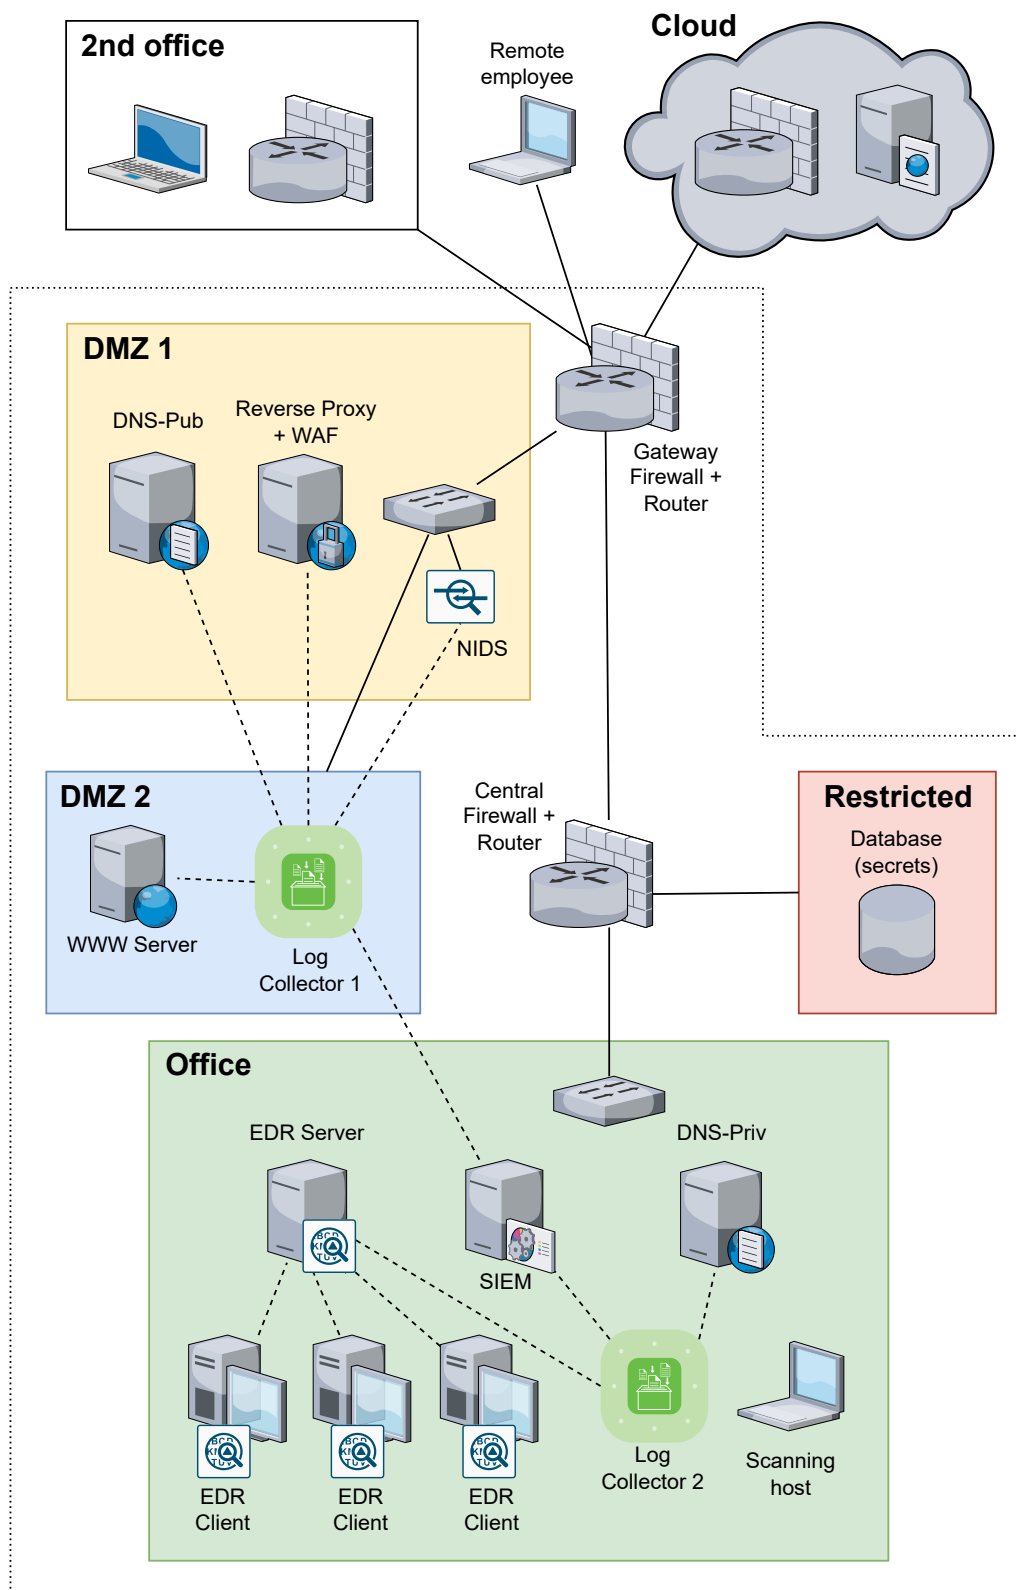 2nd office
Remote
employee
Cloud
DMZ 1
DNS-Pub
Reverse Proxy
+ WAF
Gateway
Firewall +
Router
NIDS
DMZ 2
WWW Server
Log
Collector 1
Central
Firewall +
Router
Restricted
Database
(secrets)
Office
EDR Server
DNS-Priv
SIEM
EDR
Client
EDR
Client
EDR
Client
Log
Collector 2
Scanning
host